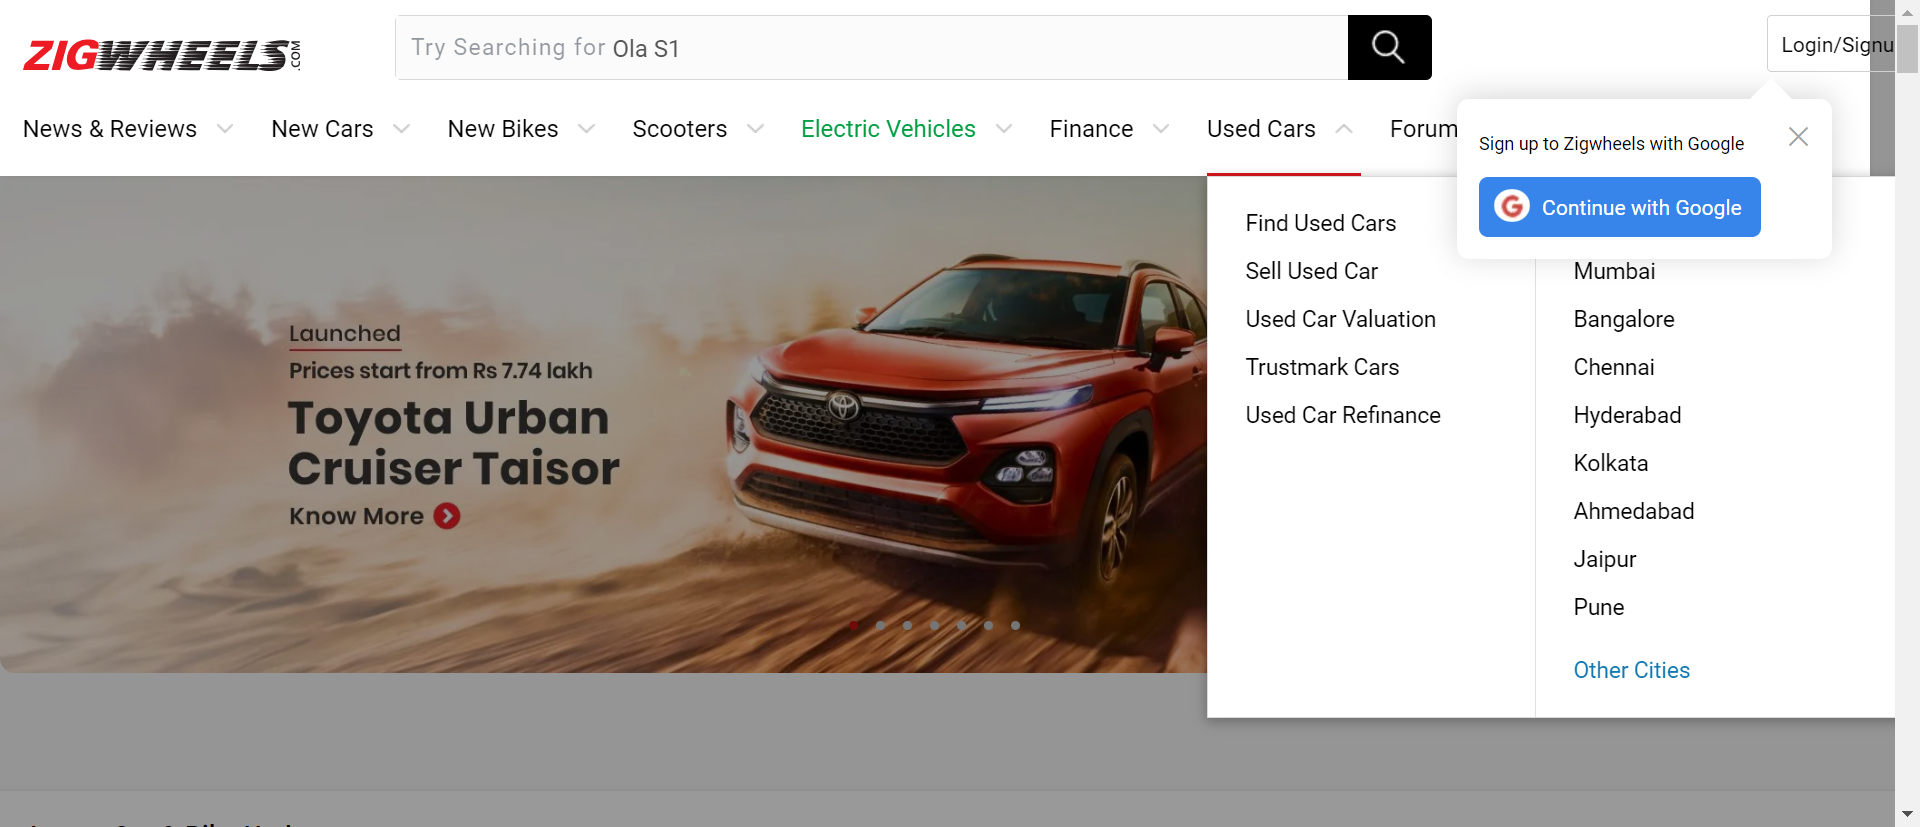 ZIGWHEELS.COM
Try Searching for Ola S1
Login/Signu
News & Reviews
New Cars
New Bikes
Scooters
Electric Vehicles
Finance
Used Cars
Forum
Sign up to Zigwheels with Google
Continue with Google
Find Used Cars
Sell Used Car
Used Car Valuation
Trustmark Cars
Used Car Refinance
Mumbai
Bangalore
Chennai
Hyderabad
Kolkata
Ahmedabad
Jaipur
Pune
Other Cities
Launched
Prices start from Rs 7.74 lakh
Toyota Urban
Cruiser Taisor
Know More